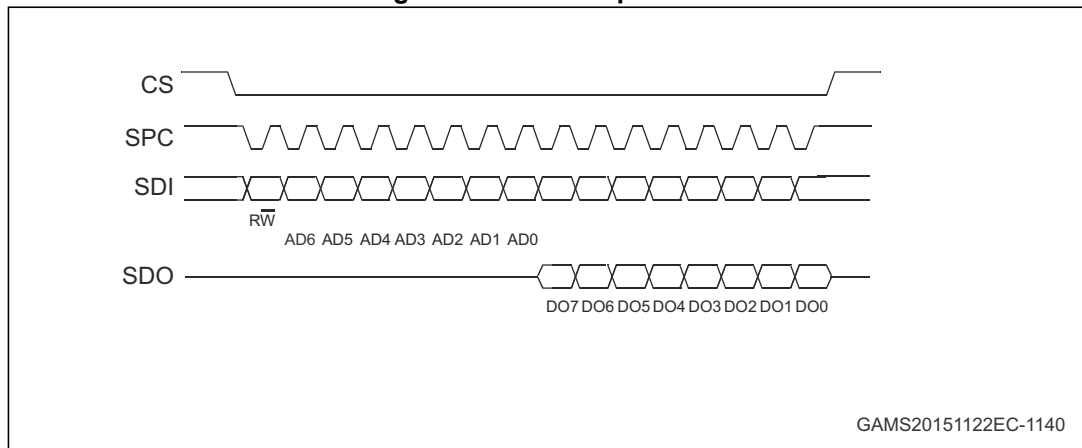 CS
SPC
SDI
RW̅
AD6 AD5 AD4 AD3 AD2 AD1 AD0
SDO
DO7 DO6 DO5 DO4 DO3 DO2 DO1 DO0
GAMS20151122EC-1140